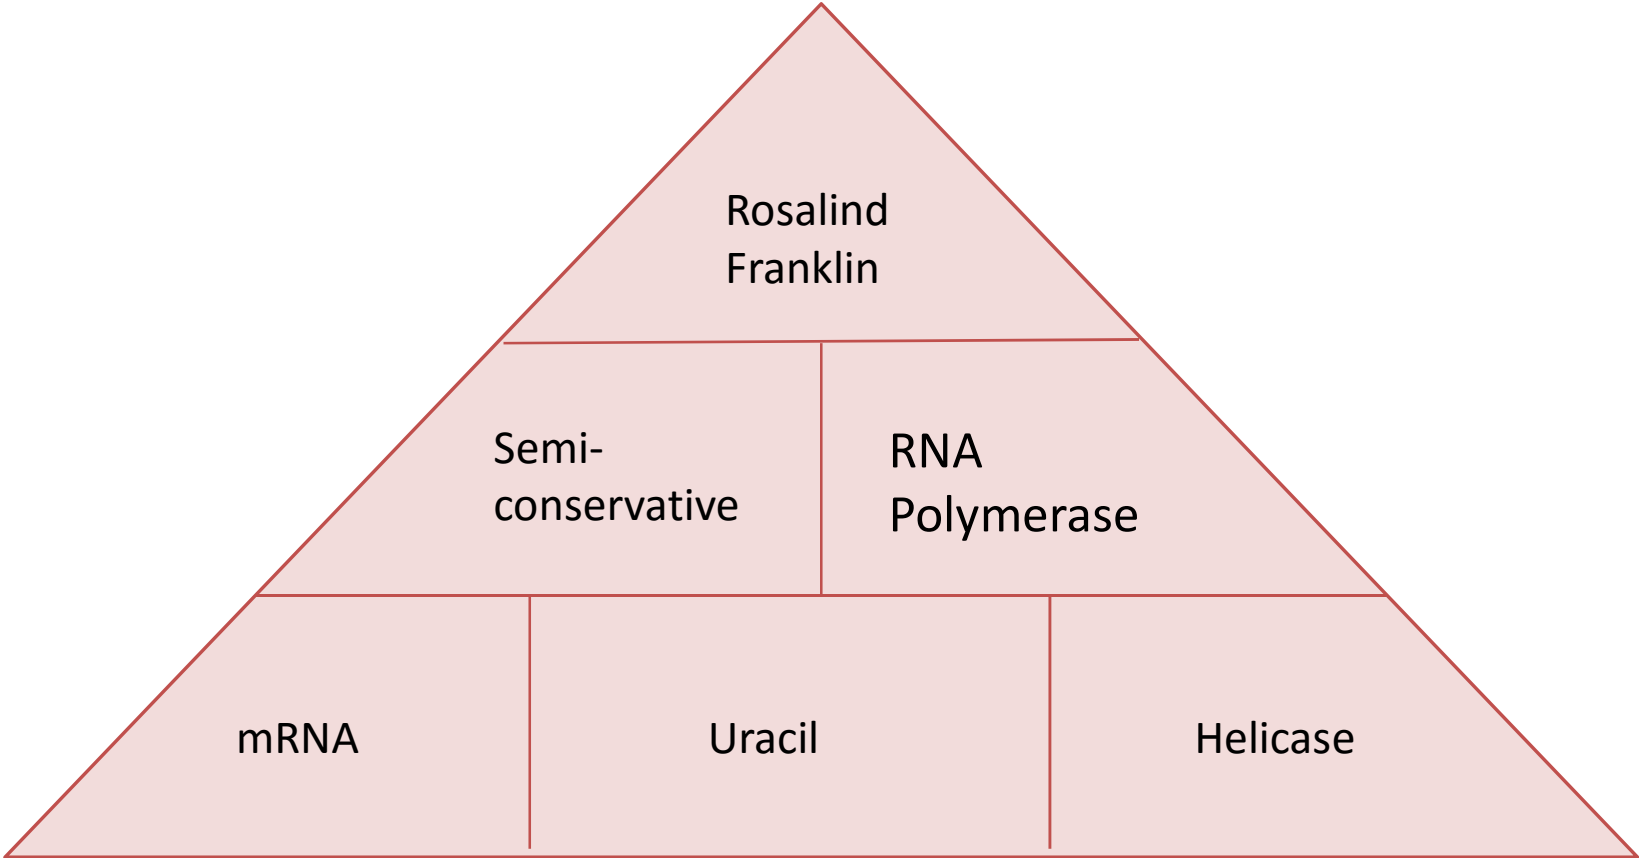 Rosalind
Franklin
Semi-
conservative
RNA
Polymerase
mRNA
Uracil
Helicase